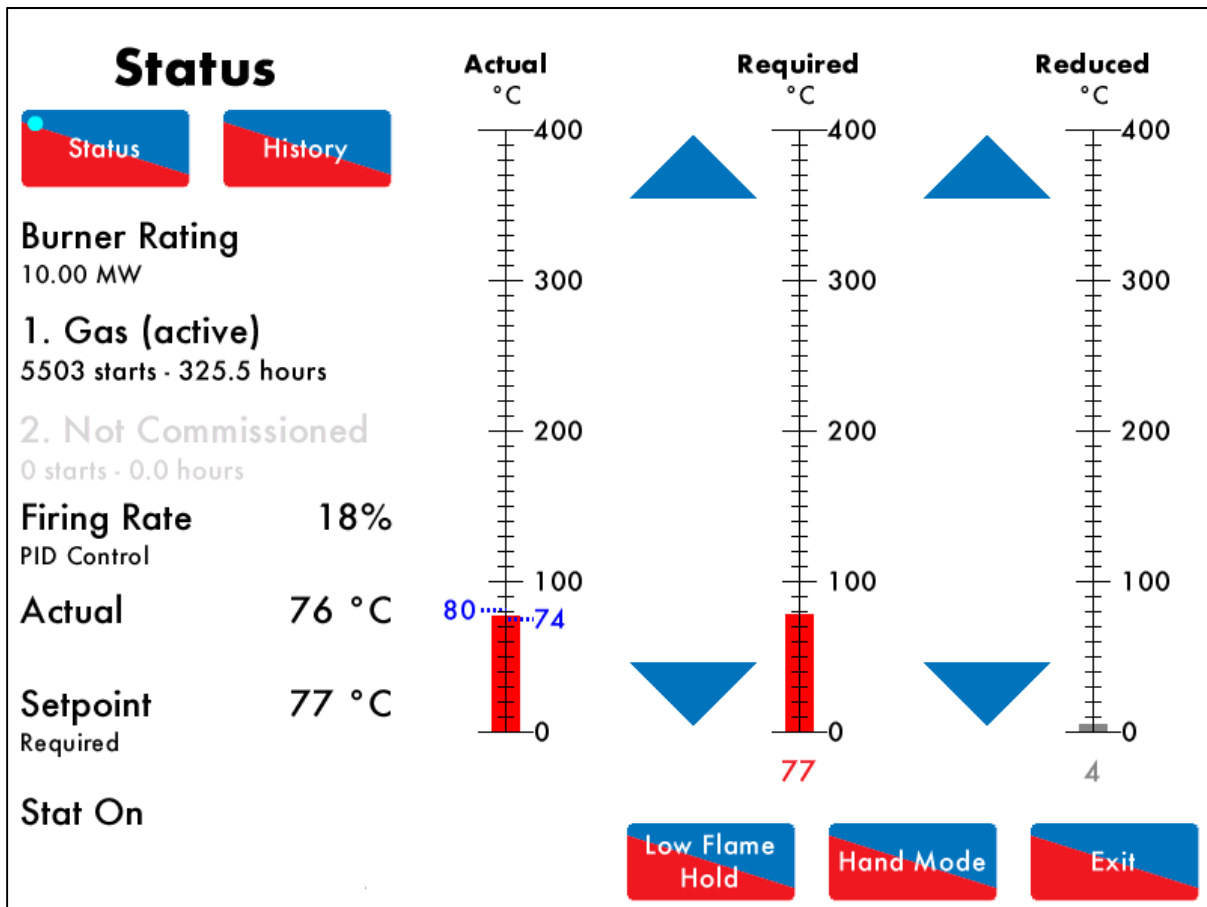 Status
Status
History
Burner Rating
10.00 MW
1. Gas (active)
5503 starts - 325.5 hours
2. Not Commissioned
0 starts - 0.0 hours
Firing Rate 18%
PID Control
Actual 76 °C
Setpoint 77 °C
Required
Stat On
Actual
°C
400
300
200
100
80
74
0
Required
°C
400
300
200
100
0
77
Reduced
°C
400
300
200
100
0
4
Low Flame
Hold
Hand Mode
Exit